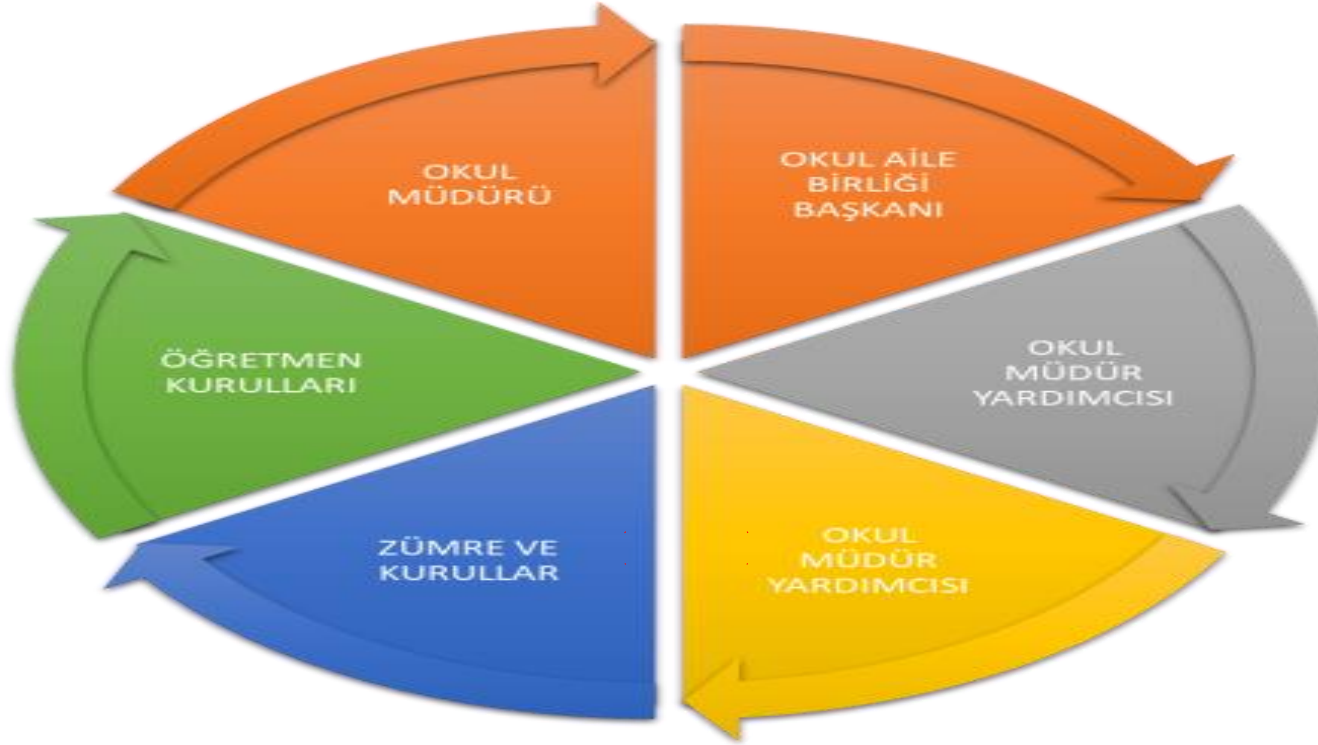 OKUL
MÜDÜRÜ
OKUL AİLE
BİRLİĞİ
BAŞKANI
OKUL
MÜDÜR
YARDIMCISI
OKUL
MÜDÜR
YARDIMCISI
ZÜMRE VE
KURULLAR
ÖĞRETMEN
KURULLARI